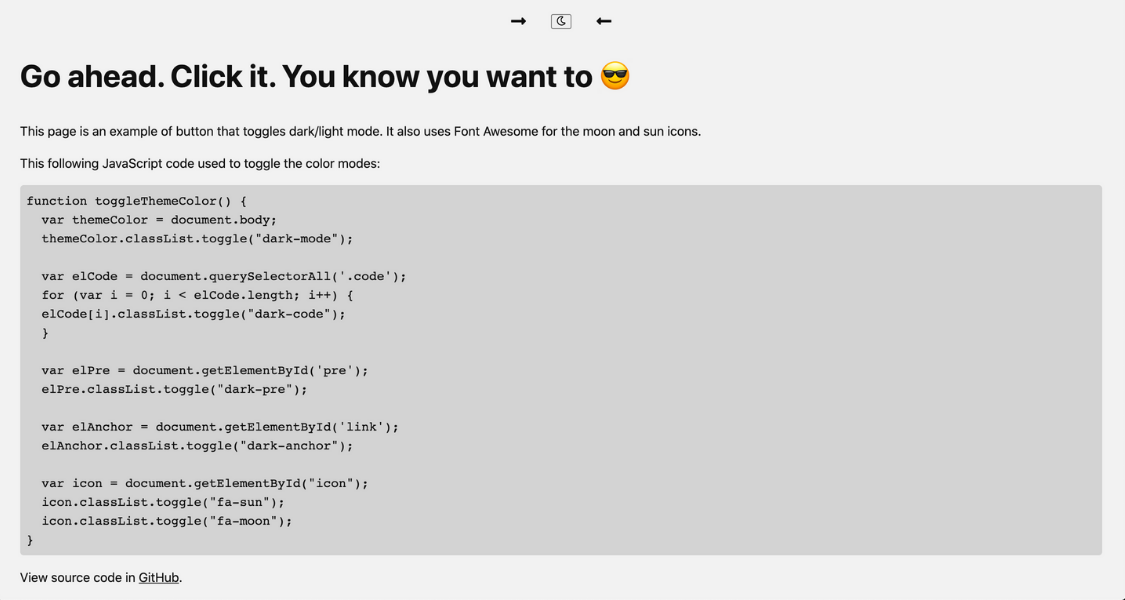 Go ahead. Click it. You know you want to 😎
This page is an example of button that toggles dark/light mode. It also uses Font Awesome for the moon and sun icons.
This following JavaScript code used to toggle the color modes:
function toggleThemeColor() {
  var themeColor = document.body;
  themeColor.classList.toggle("dark-mode");
  var elCode = document.querySelectorAll('.code');
  for (var i = 0; i < elCode.length; i++) {
  elCode[i].classList.toggle("dark-code");
  }
  var elPre = document.getElementById('pre');
  elPre.classList.toggle("dark-pre");
  var elAnchor = document.getElementById('link');
  elAnchor.classList.toggle("dark-anchor");
  var icon = document.getElementById("icon");
  icon.classList.toggle("fa-sun");
  icon.classList.toggle("fa-moon");
}
View source code in GitHub.